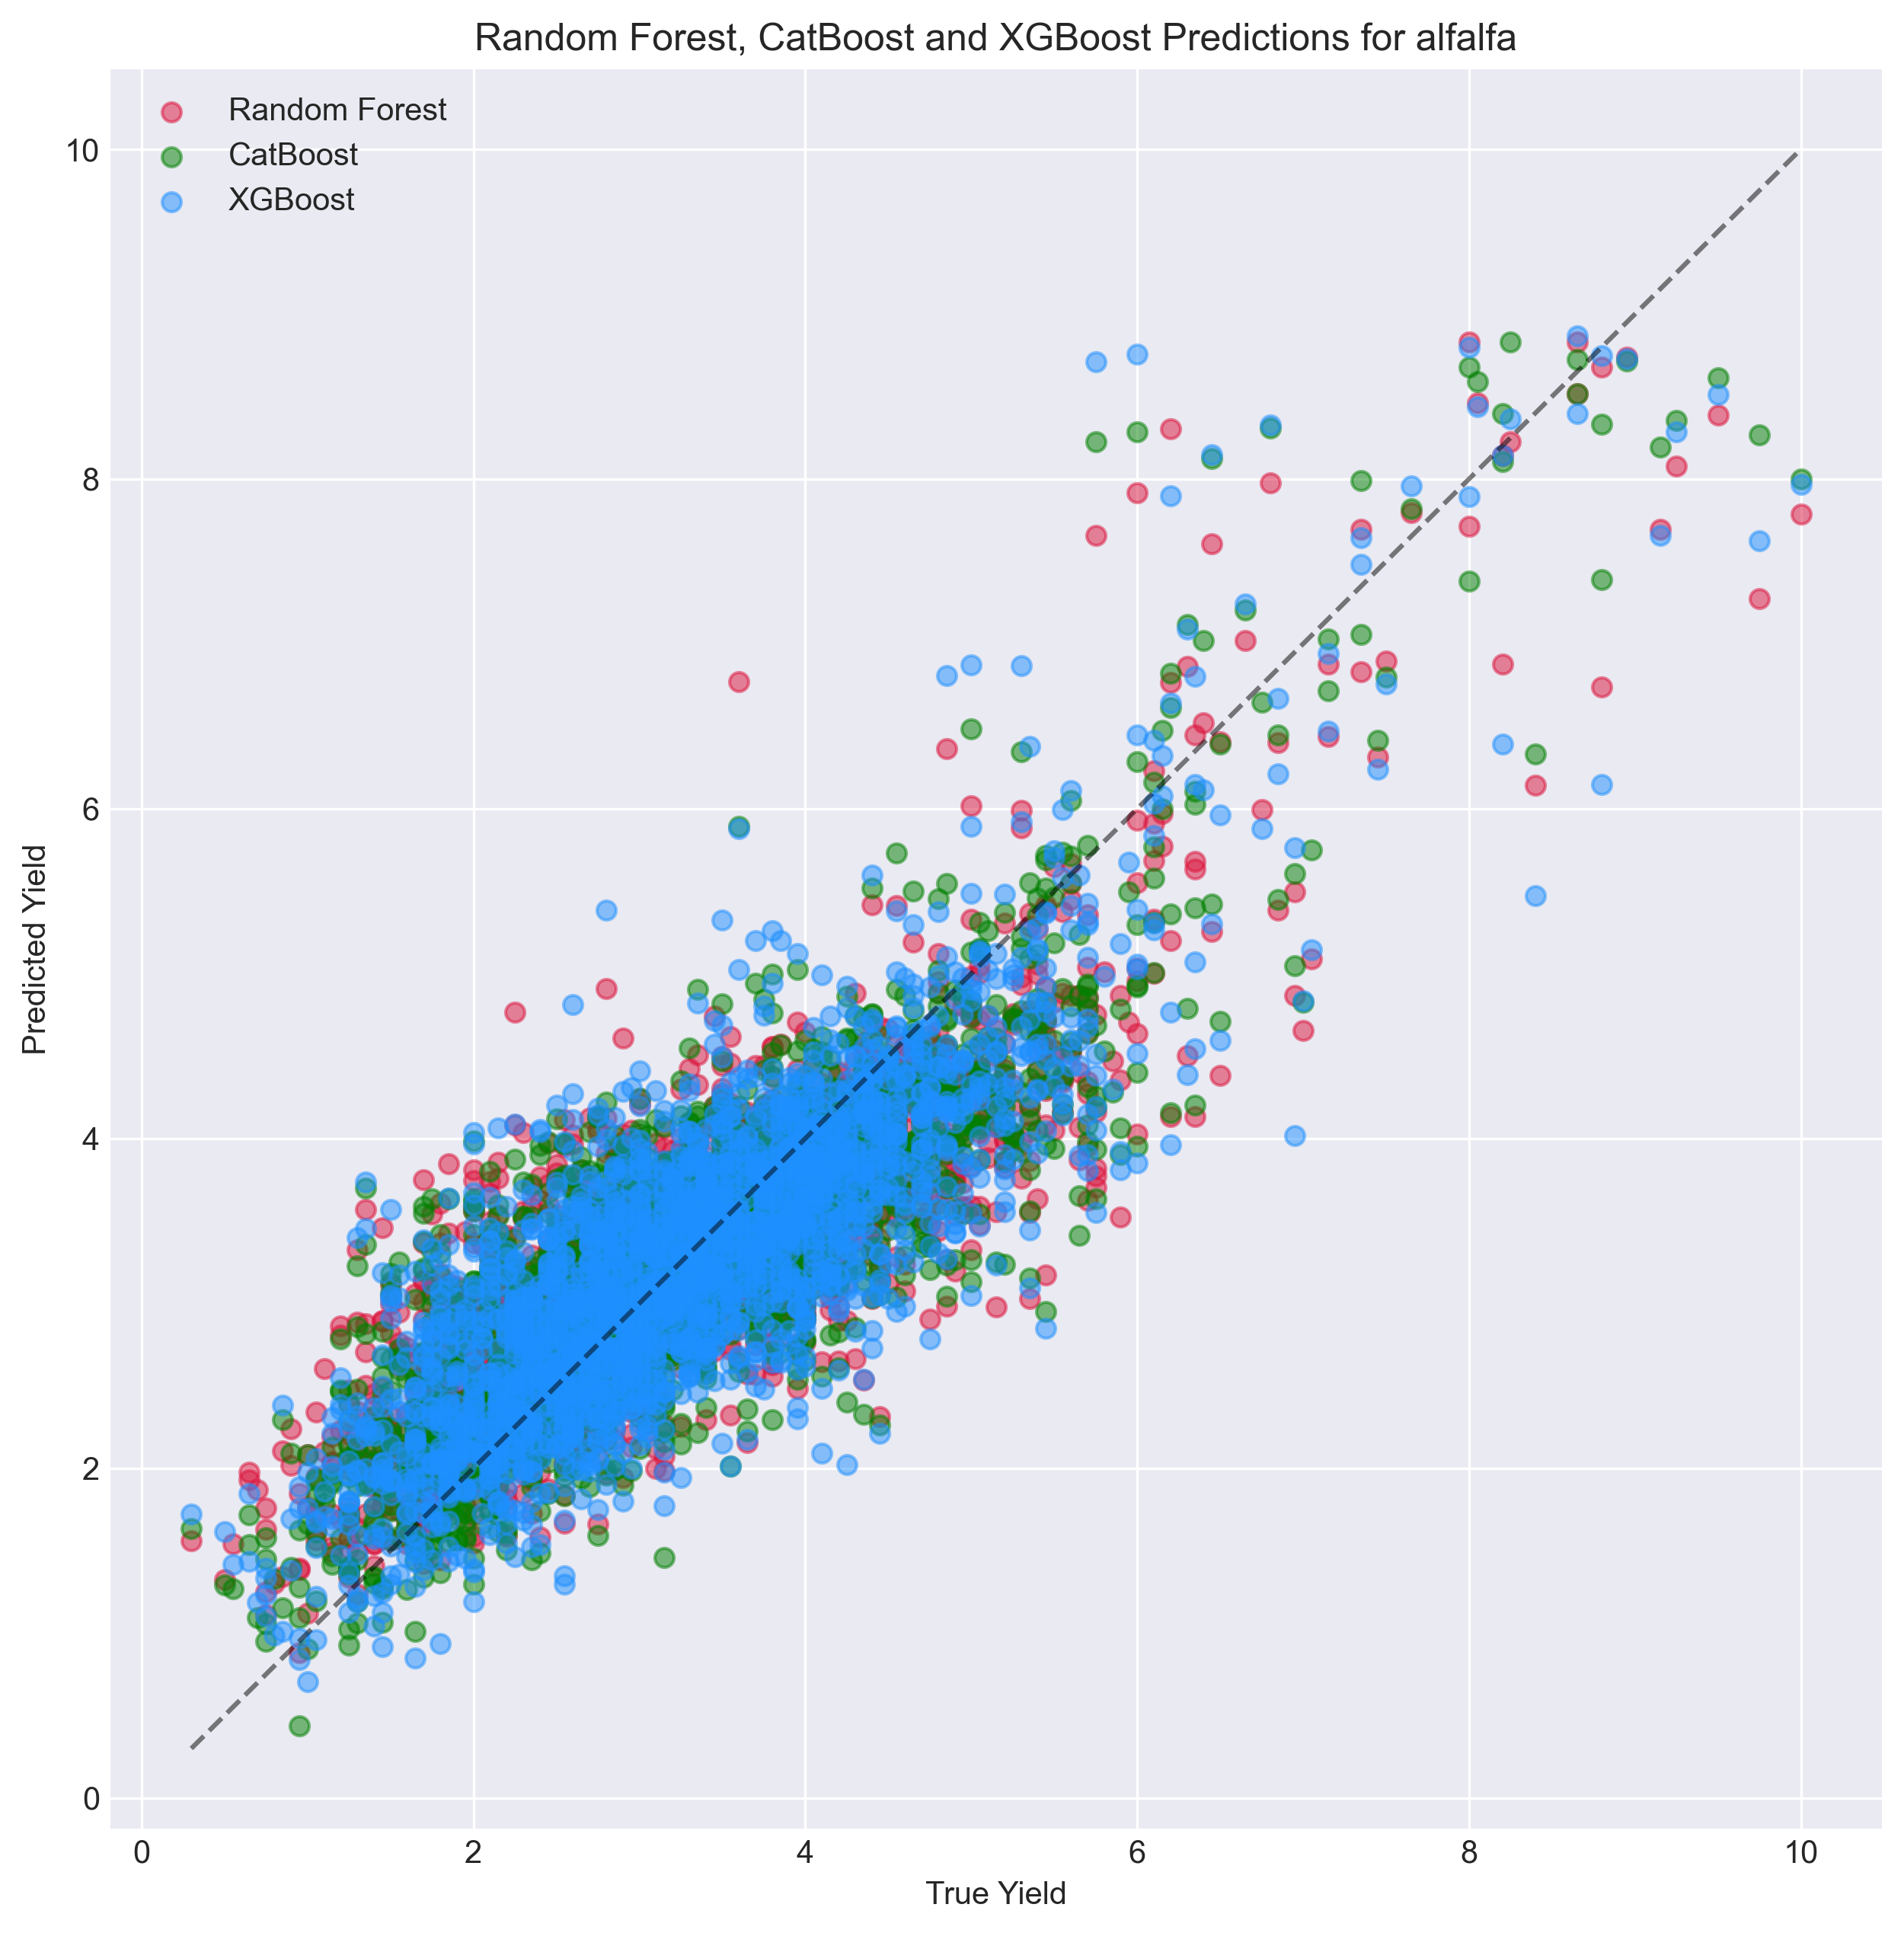 Random Forest, CatBoost and XGBoost Predictions for alfalfa
Random Forest
CatBoost
XGBoost
10
8
6
4
2
0
Predicted Yield
0 2 4 6 8 10
True Yield